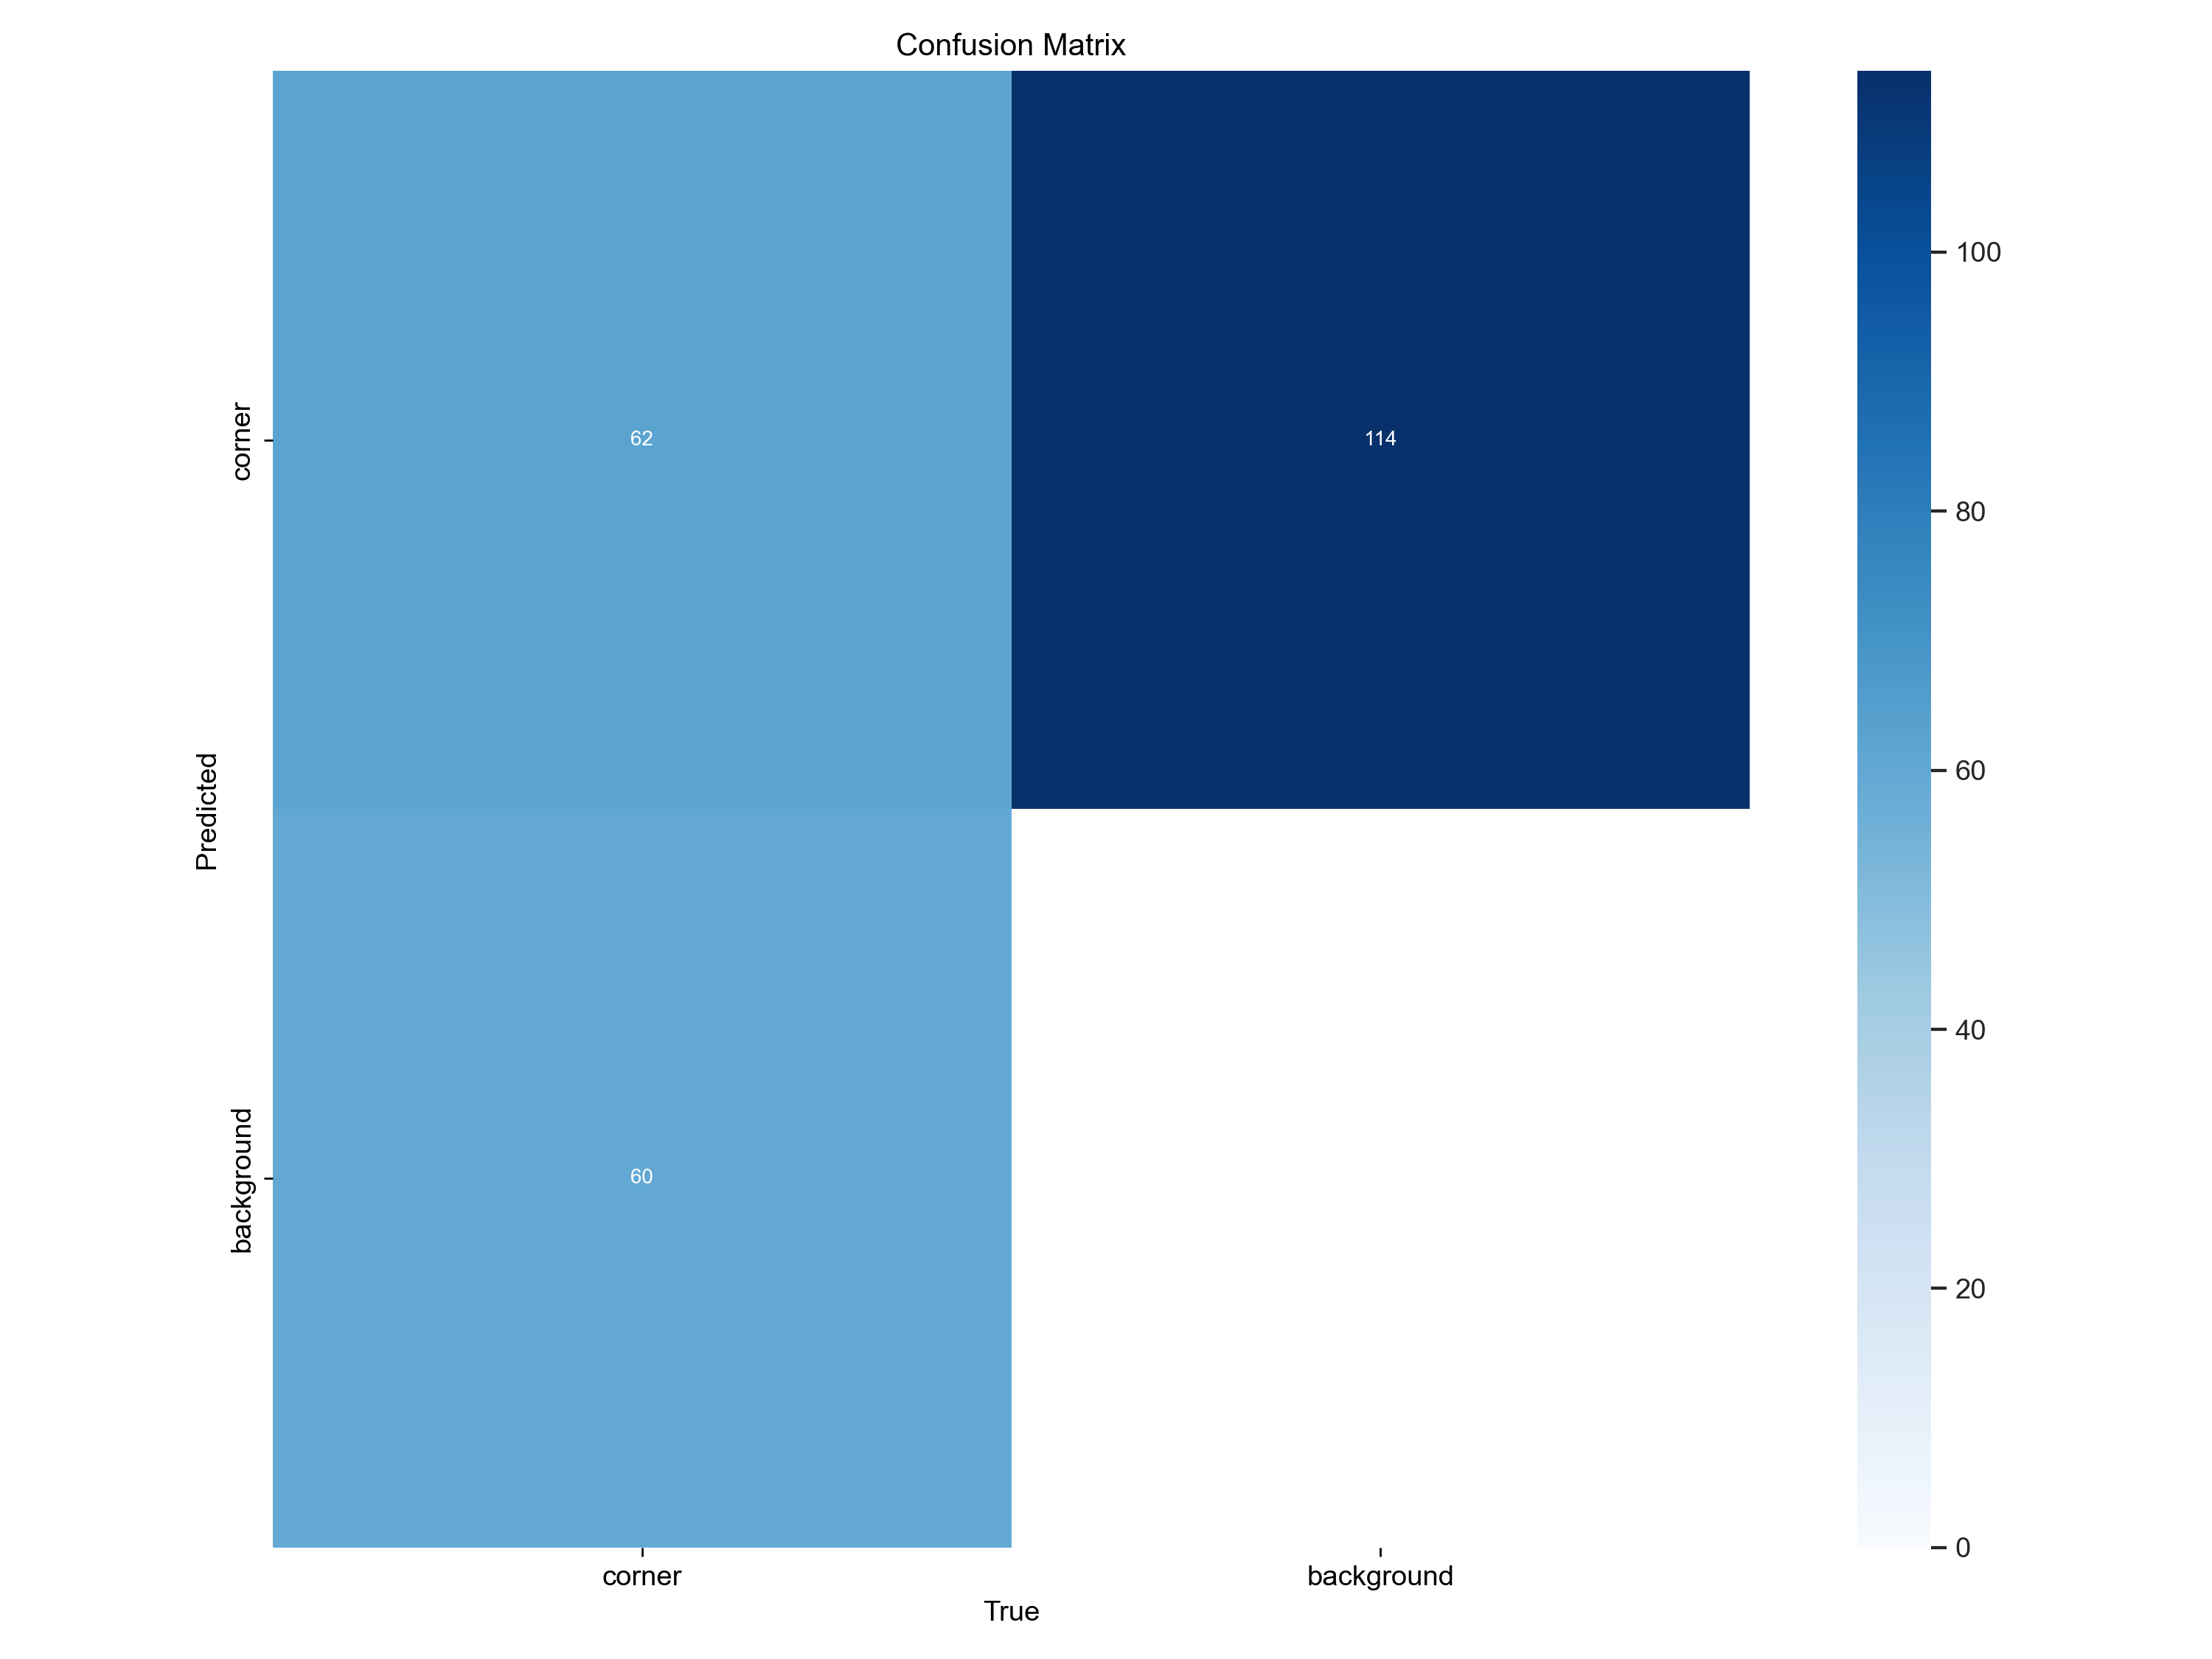 Confusion Matrix
corner
62
114
100
80
60
40
20
0
Predicted
background
60
corner
background
True